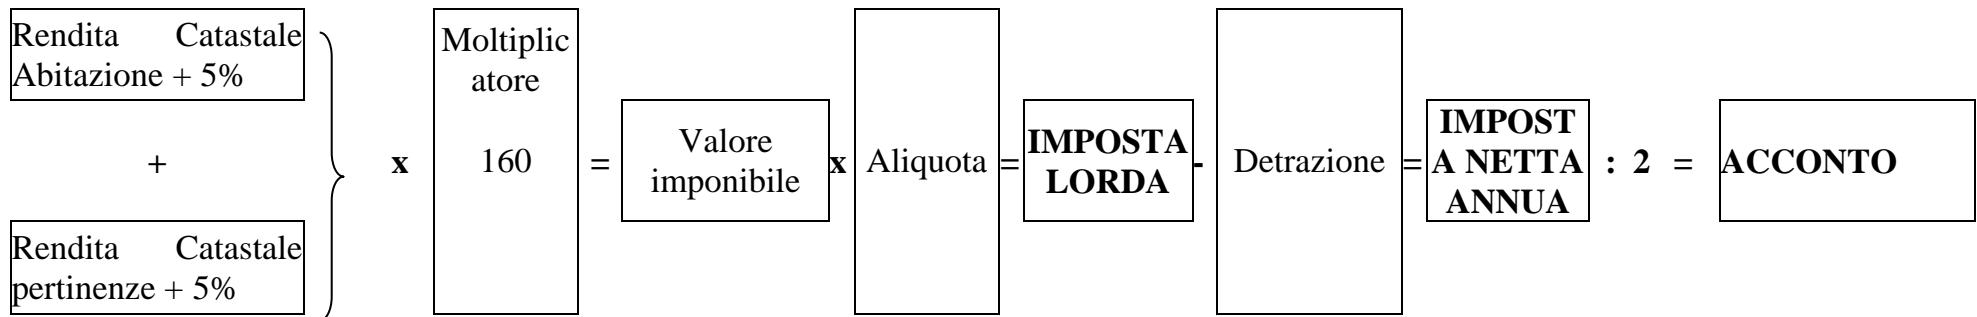 Rendita Catastale
Abitazione + 5%
+
Rendita Catastale
pertinenze + 5%
x
Moltiplic
atore
160
=
Valore
imponibile
x
Aliquota
=
IMPOSTA
LORDA
-
Detrazione
=
IMPOST
A NETTA
ANNUA
: 2 =
ACCONTO